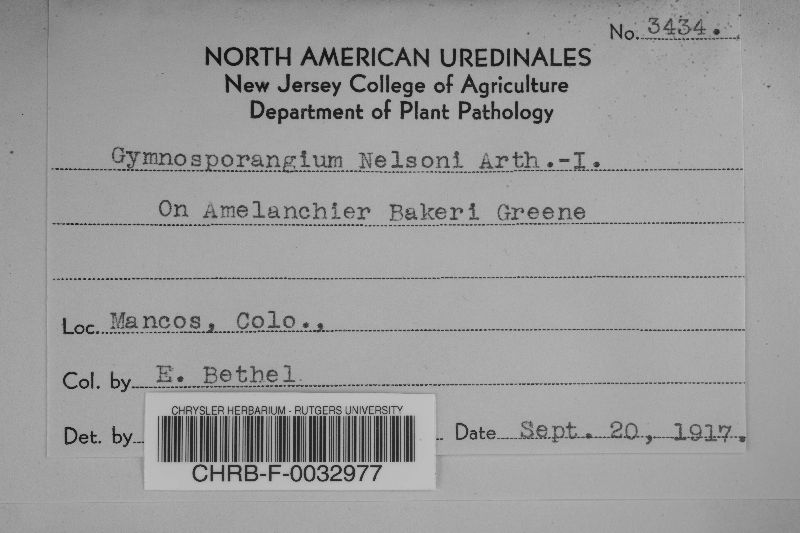 No. 3434.
NORTH AMERICAN UREDINALES
New Jersey College of Agriculture
Department of Plant Pathology
Gymnosporangium Nelsoni Arth.-I.
On Amelanchier Bakeri Greene
Loc. Mancos, Colo.,
Col. by E. Bethel
Det. by
Date Sept. 20, 1917.
CHRYSLER HERBARIUM - RUTGERS UNIVERSITY
CHRB-F-0032977